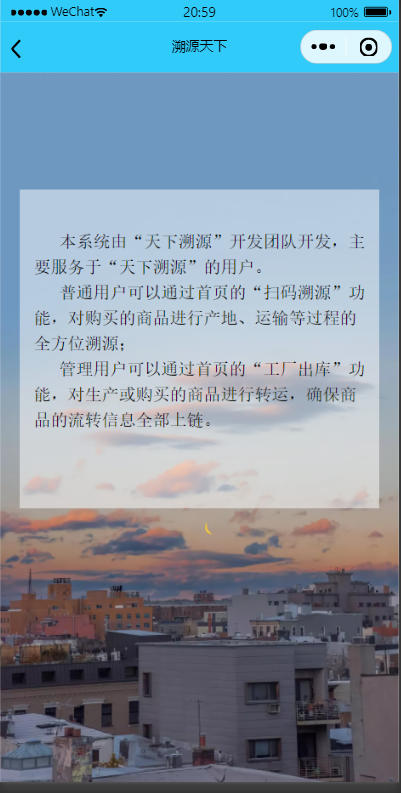 WeChat 20:59 100%
溯源天下
本系统由“天下溯源”开发团队开发，主
要服务于“天下溯源”的用户。
普通用户可以通过首页的“扫码溯源”功
能，对购买的商品进行产地、运输等过程的
全方位溯源；
管理用户可以通过首页的“工厂出库”功
能，对生产或购买的商品进行转运，确保商
品的流转信息全部上链。